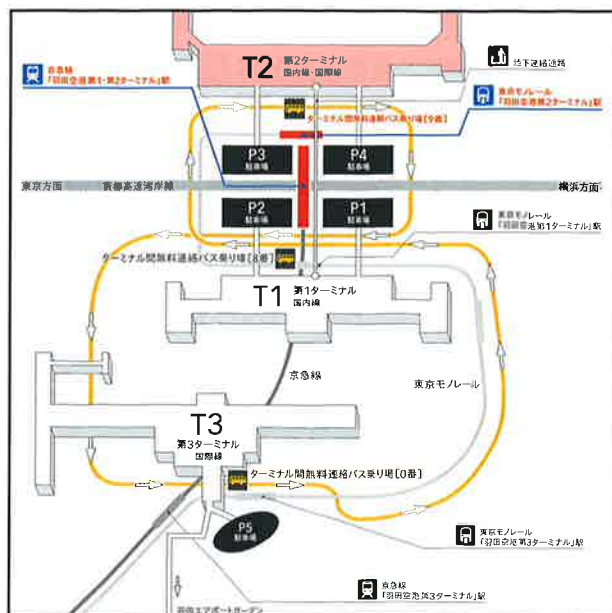 T2
第2ターミナル
国内線・国際線
地下連絡通路
京急線
「羽田空港第1・第2ターミナル」駅
東京モノレール
「羽田空港第2ターミナル」駅
ターミナル間無料連絡バス乗り場[9番]
P3
駐車場
P4
駐車場
東京方面
首都高速湾岸線
横浜方面
P2
駐車場
P1
駐車場
東京モノレール
「羽田空港第1ターミナル」駅
ターミナル間無料連絡バス乗り場[8番]
T1
第1ターミナル
国内線
京急線
東京モノレール
T3
第3ターミナル
国際線
ターミナル間無料連絡バス乗り場[0番]
P5
駐車場
東京モノレール
「羽田空港第3ターミナル」駅
京急線
「羽田空港第3ターミナル」駅
羽田エアポートガーデン